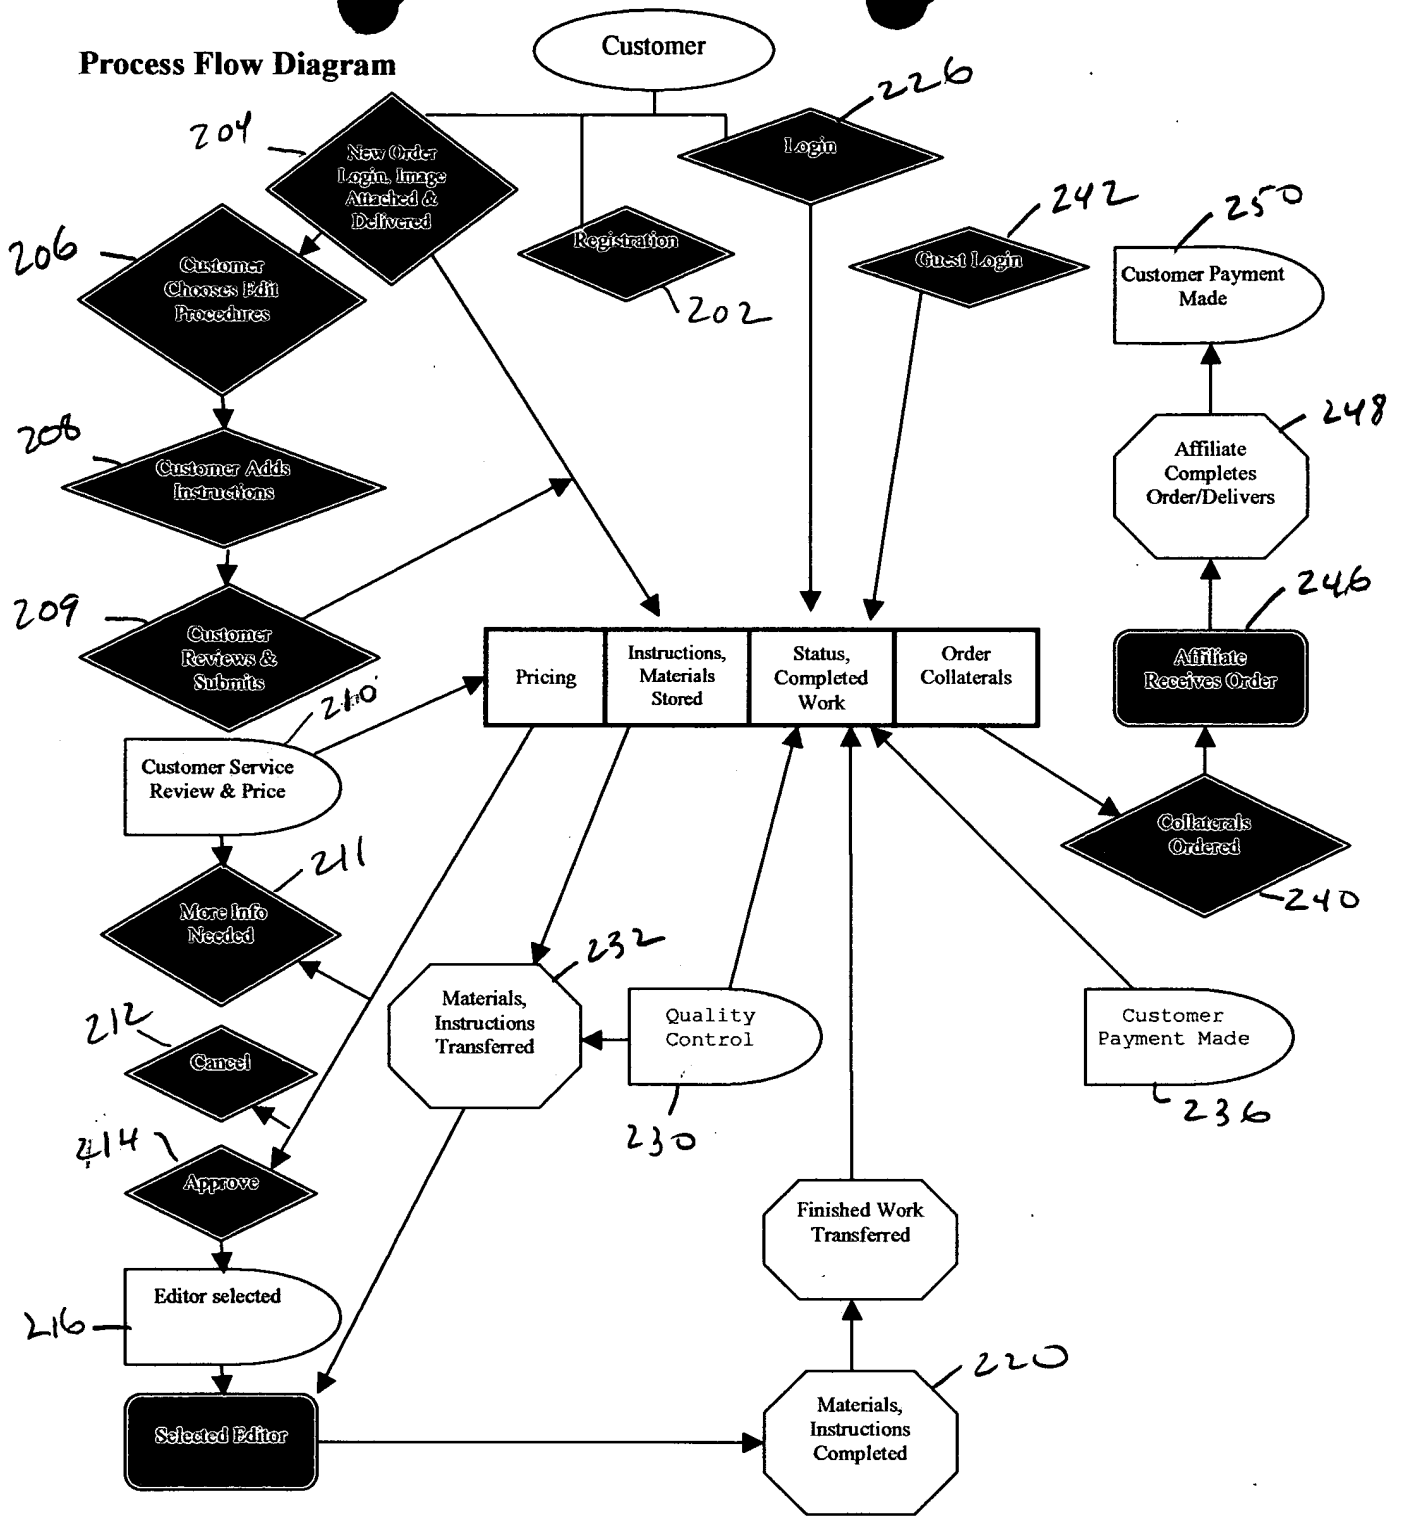 Process Flow Diagram
Customer
226
204
New Order
Login, Image
Attached &
Delivered
Login
Registration
202
242
Guest Login
250
Customer Payment
Made
206
Customer
Chooses Edit
Procedures
248
Affiliate
Completes
Order/Delivers
208
Customer Adds
Instructions
246
Affiliate
Receives Order
209
Customer
Reviews &
Submits
Pricing
Instructions,
Materials
Stored
Status,
Completed
Work
Order
Collaterals
210
Customer Service
Review & Price
Collaterals
Ordered
240
211
More Info
Needed
232
Materials,
Instructions
Transferred
Quality
Control
230
Customer
Payment Made
236
212
Cancel
214
Approve
Finished Work
Transferred
216
Editor selected
220
Materials,
Instructions
Completed
Selected Editor